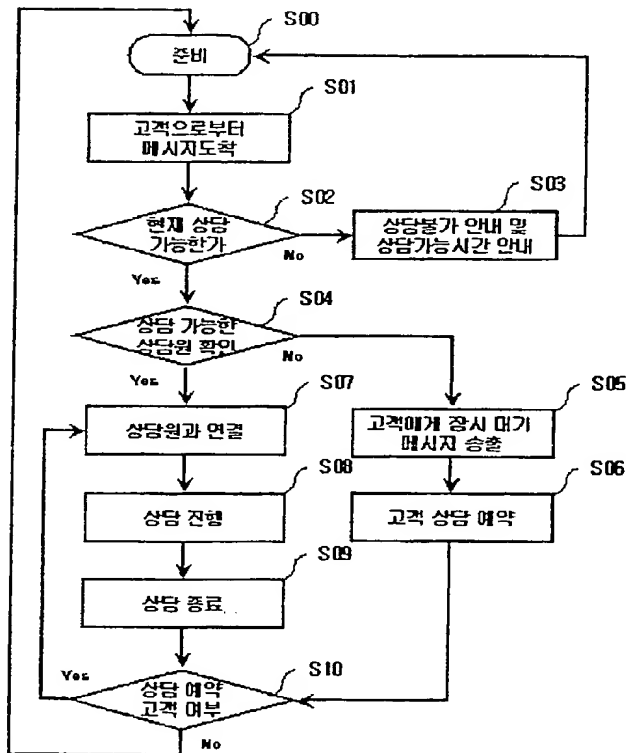 S00
준비
S01
고객으로부터
메시지도착
S02
현재 상담
가능한가
No
Yes
S03
상담불가 안내 및
상담가능시간 안내
S04
상담 가능한
상담원 확인
No
Yes
S05
고객에게 잠시 대기
메시지 송출
S06
고객 상담 예약
S07
상담원과 연결
S08
상담 진행
S09
상담 종료
S10
상담 예약
고객 여부
Yes
No